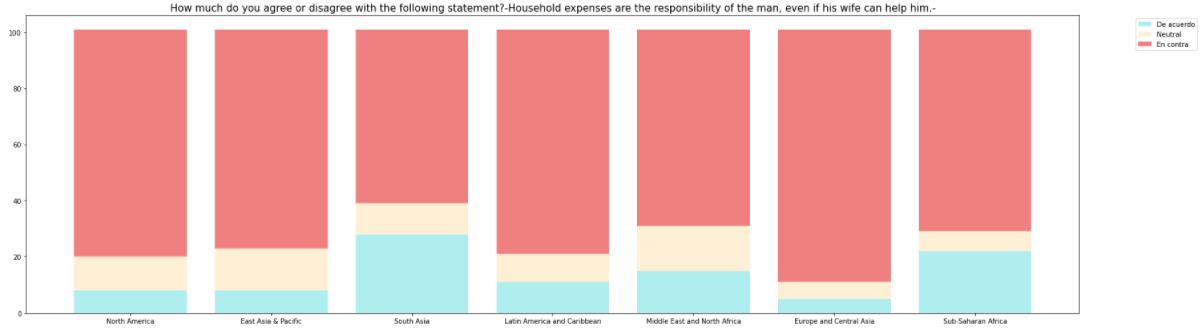 How much do you agree or disagree with the following statement?-Household expenses are the responsibility of the man, even if his wife can help him.-
De acuerdo
Neutral
En contra
100
80
60
40
20
0
North America
East Asia & Pacific
South Asia
Latin America and Caribbean
Middle East and North Africa
Europe and Central Asia
Sub-Saharan Africa